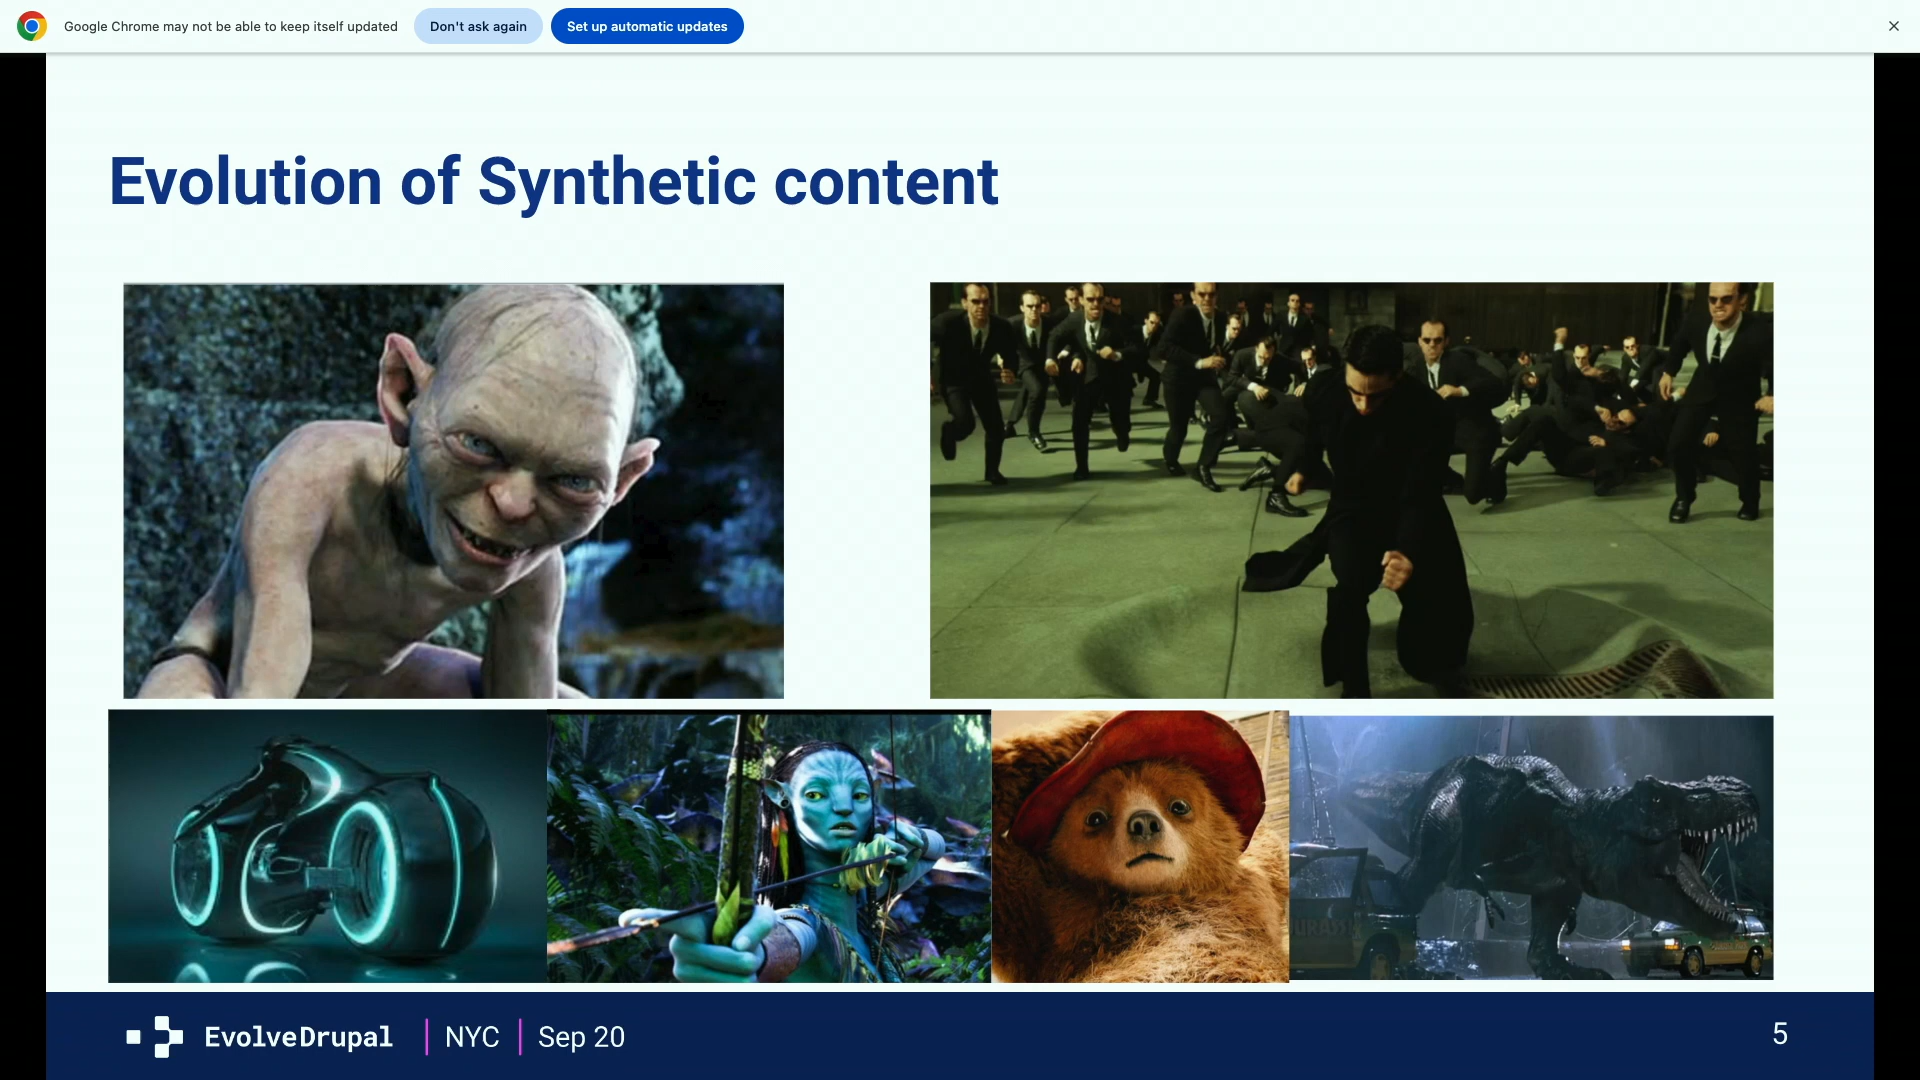 Google Chrome may not be able to keep itself updated
Don't ask again
Set up automatic updates
Evolution of Synthetic content
JURASSIC
EvolveDrupal
NYC
Sep 20
5